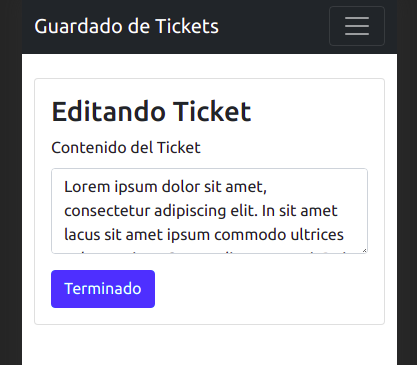 Guardado de Tickets
Editando Ticket
Contenido del Ticket
Lorem ipsum dolor sit amet,
consectetur adipiscing elit. In sit amet
lacus sit amet ipsum commodo ultrices
Terminado